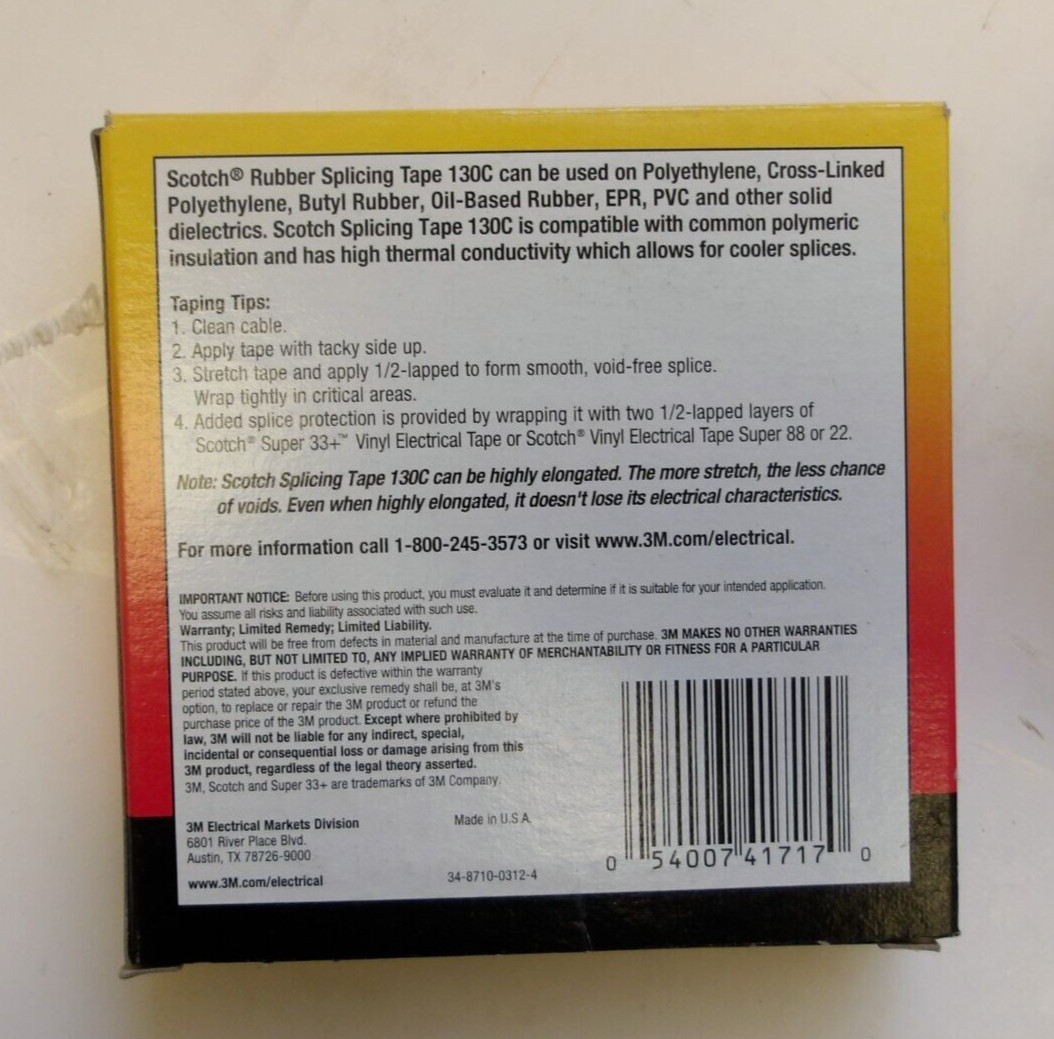 Scotch® Rubber Splicing Tape 130C can be used on Polyethylene, Cross-Linked
Polyethylene, Butyl Rubber, Oil-Based Rubber, EPR, PVC and other solid
dielectrics. Scotch Splicing Tape 130C is compatible with common polymeric
insulation and has high thermal conductivity which allows for cooler splices.
Taping Tips:
1. Clean cable.
2. Apply tape with tacky side up.
3. Stretch tape and apply 1/2-lapped to form smooth, void-free splice.
Wrap tightly in critical areas.
4. Added splice protection is provided by wrapping it with two 1/2-lapped layers of
Scotch® Super 33+™ Vinyl Electrical Tape or Scotch® Vinyl Electrical Tape Super 88 or 22.
Note: Scotch Splicing Tape 130C can be highly elongated. The more stretch, the less chance
of voids. Even when highly elongated, it doesn't lose its electrical characteristics.
For more information call 1-800-245-3573 or visit www.3M.com/electrical.
IMPORTANT NOTICE: Before using this product, you must evaluate it and determine if it is suitable for your intended application.
You assume all risks and liability associated with such use.
Warranty; Limited Remedy; Limited Liability.
This product will be free from defects in material and manufacture at the time of purchase. 3M MAKES NO OTHER WARRANTIES
INCLUDING, BUT NOT LIMITED TO, ANY IMPLIED WARRANTY OF MERCHANTABILITY OR FITNESS FOR A PARTICULAR
PURPOSE. If this product is defective within the warranty
period stated above, your exclusive remedy shall be, at 3M's
option, to replace or repair the 3M product or refund the
purchase price of the 3M product. Except where prohibited by
law, 3M will not be liable for any indirect, special,
incidental or consequential loss or damage arising from this
3M product, regardless of the legal theory asserted.
3M, Scotch and Super 33+ are trademarks of 3M Company.
3M Electrical Markets Division
6801 River Place Blvd.
Austin, TX 78726-9000
www.3M.com/electrical
Made in U.S.A.
34-8710-0312-4
0 54007 41717 0